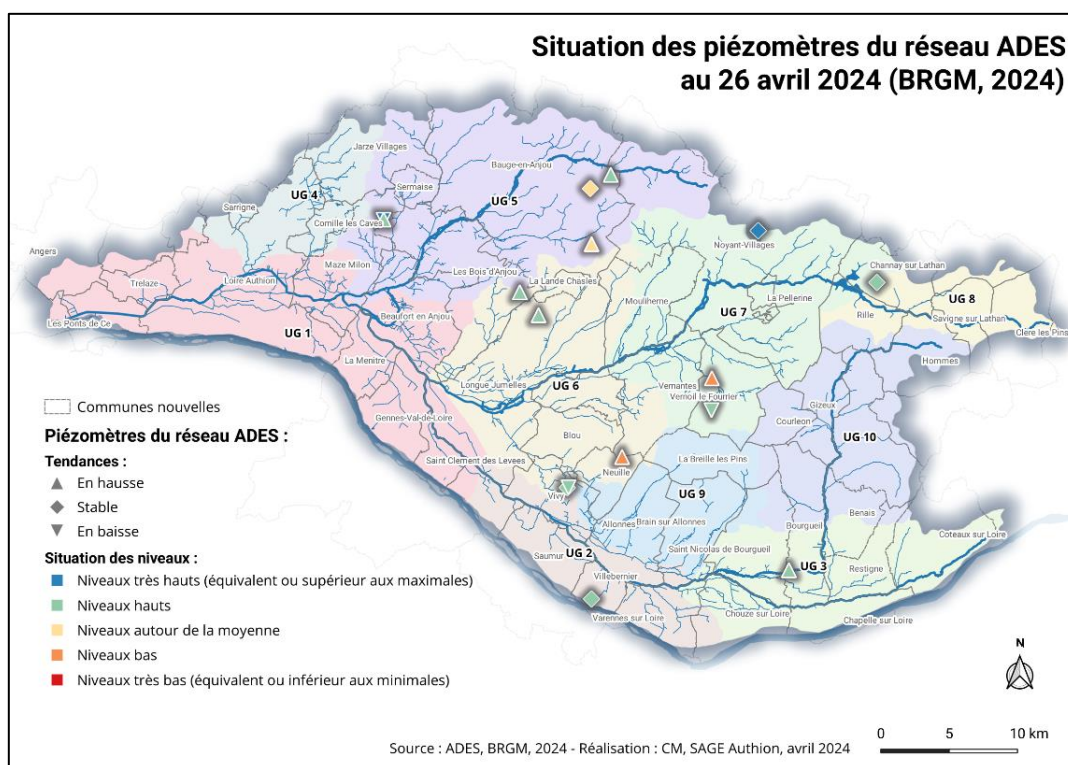 Situation des piézomètres du réseau ADES
au 26 avril 2024 (BRGM, 2024)
Jarze Villages
Bauge-en-Anjou
Sermaise
UG 4
UG 5
Sarrigne
Cornille les Caves
Noyant-Villages
Angers
Maze Milon
Les Bois d'Anjou
La Lande Chasles
Channay sur Lathan
Trelaze
Loire Authion
Mouliherne
La Pellerine
UG 8
Beaufort en Anjou
UG 7
Rille
Savigne sur Lathan
Les Ponts de Ce
UG 1
Clere les Pins
La Menitre
Hommes
Longue Jumelles
UG 6
Vernantes
Vernoil le Fourrier
Gizeux
Communes nouvelles
Gennes-Val-de-Loire
Courleon
Blou
UG 10
Piézomètres du réseau ADES :
Saint Clement des Levees
La Breille les Pins
Tendances :
Neuille
En hausse
Vivy
UG 9
Stable
Allonnes
Brain sur Allonnes
Benais
En baisse
Bourgueil
Coteaux sur Loire
Saumur
UG 2
Saint Nicolas de Bourgueil
Situation des niveaux :
Villebernier
UG 3
Restigne
Niveaux très hauts (équivalent ou supérieur aux maximales)
Niveaux hauts
Varennes sur Loire
Chouze sur Loire
Chapelle sur Loire
Niveaux autour de la moyenne
Niveaux bas
N
Niveaux très bas (équivalent ou inférieur aux minimales)
0 5 10 km
Source : ADES, BRGM, 2024 - Réalisation : CM, SAGE Authion, avril 2024